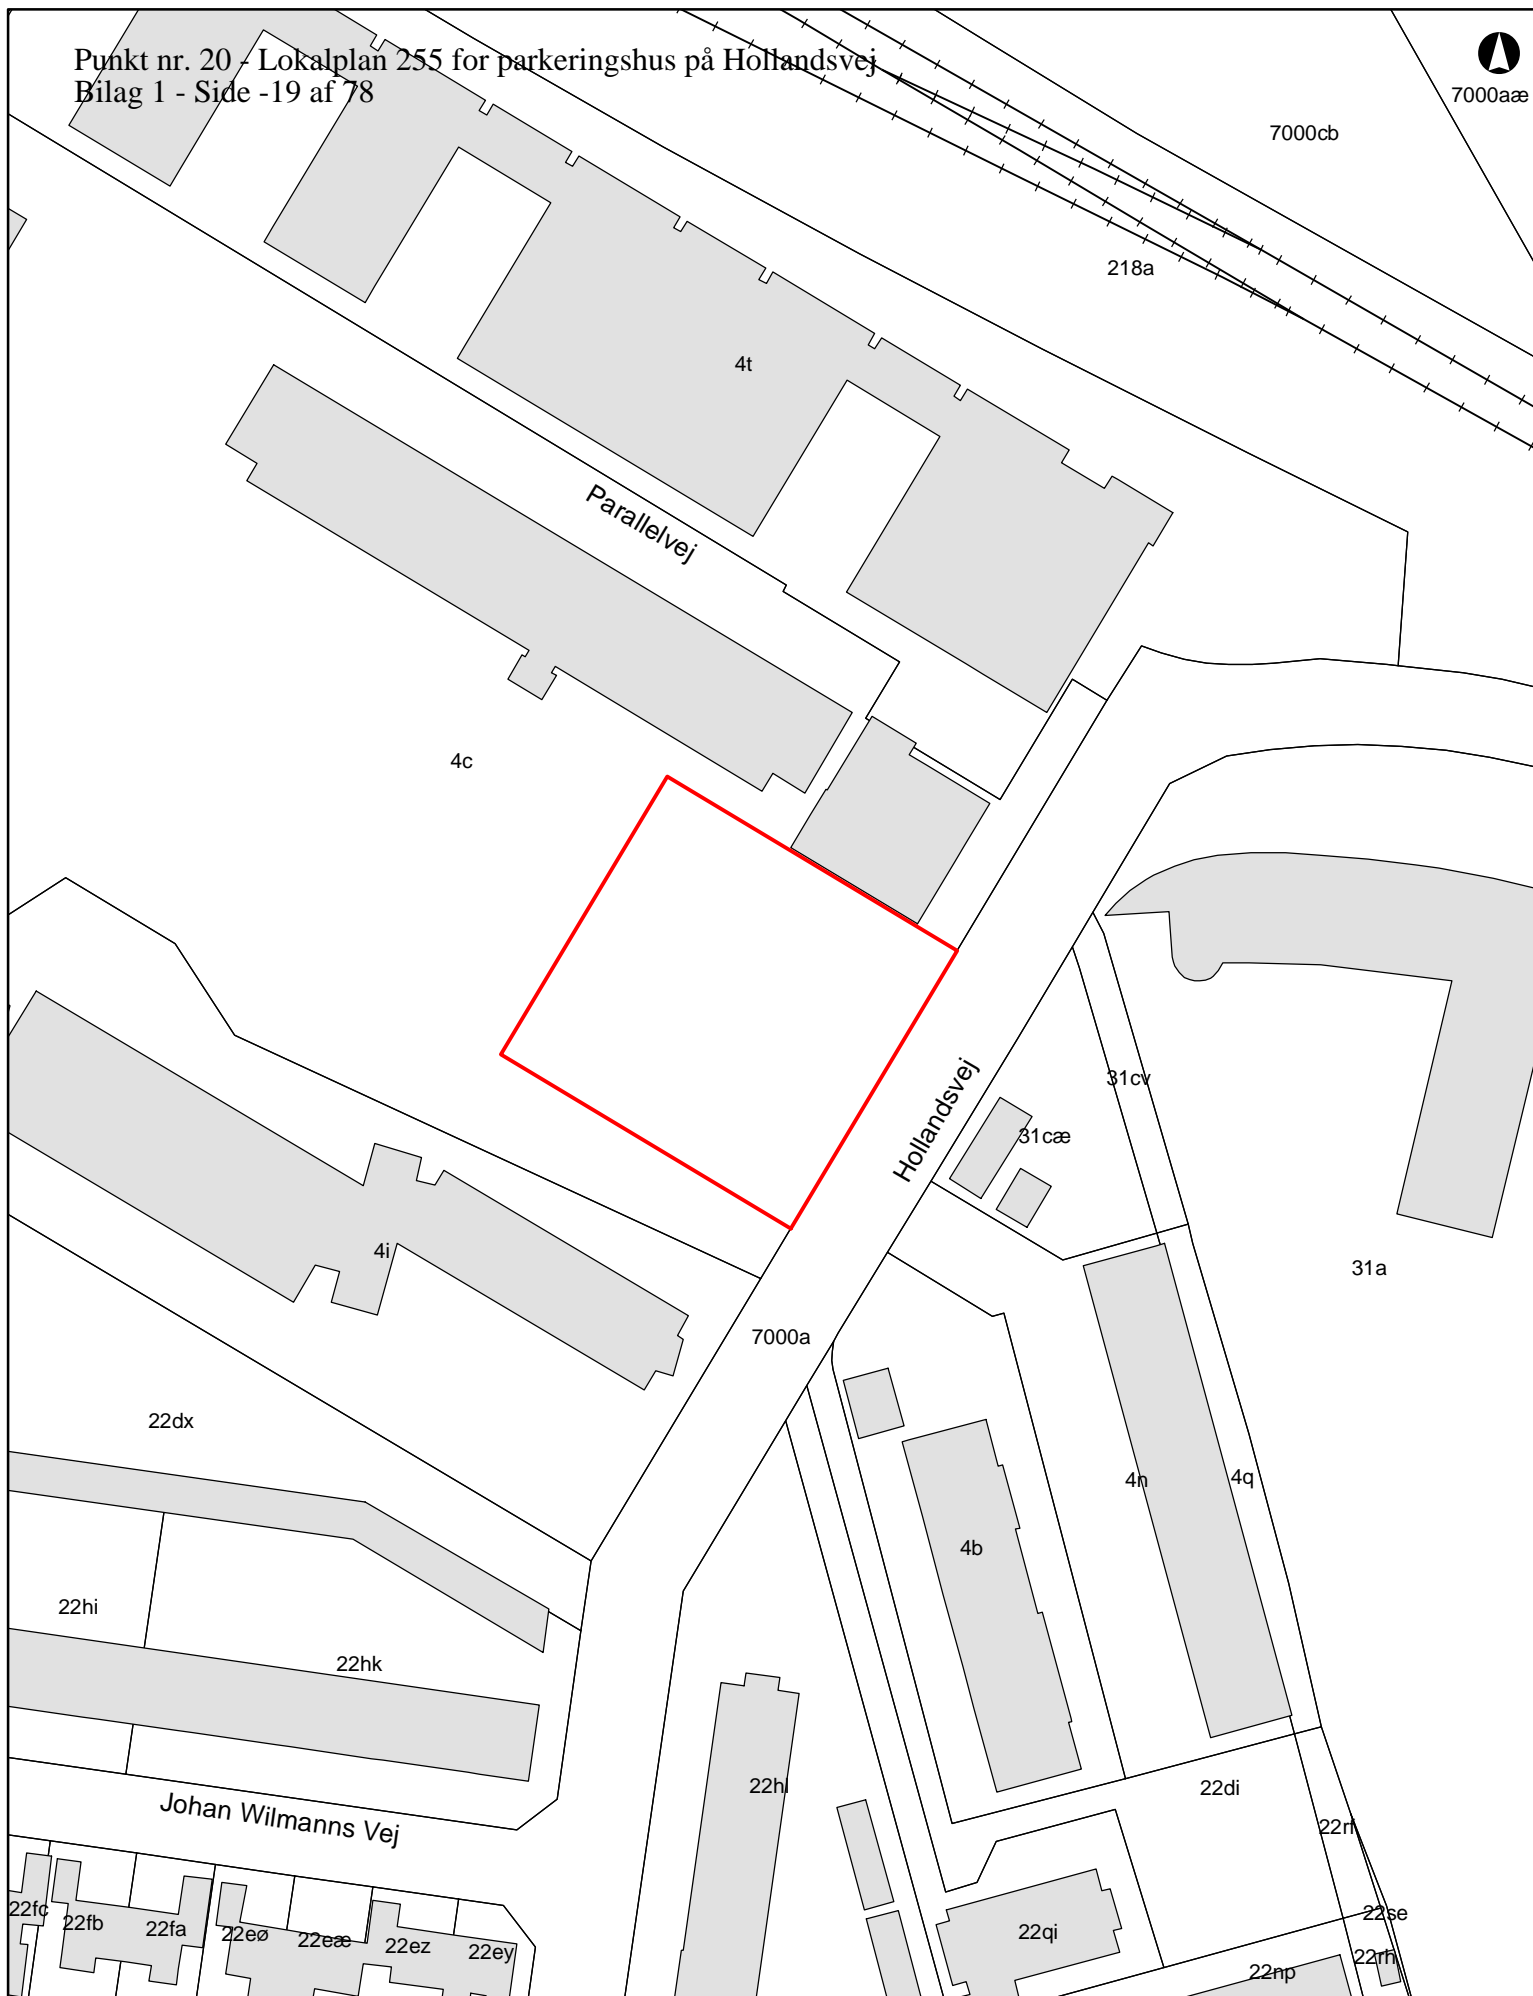 Punkt nr. 20 - Lokalplan 255 for parkeringshus på Hollandsvej
Bilag 1 - Side -19 af 78
7000aæ
7000cb
218a
4t
Parallelvej
4c
31cv
Hollandsvej
31cæ
4i
31a
7000a
22dx
4n
4q
4b
22hi
22hk
22hl
22di
Johan Wilmanns Vej
22rf
22fc
22fb
22fa
22eø
22eæ
22ez
22ey
22qi
22se
22rh
22np